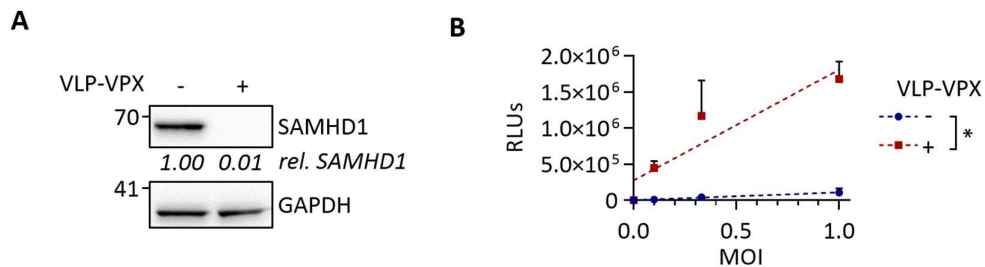 A
VLP-VPX - +
70
SAMHD1
1.00 0.01 rel. SAMHD1
41
GAPDH
B
2.0×10⁶
1.5×10⁶
1.0×10⁶
5.0×10⁵
0
RLUs
0.0 0.5 1.0
MOI
VLP-VPX
-
+
*